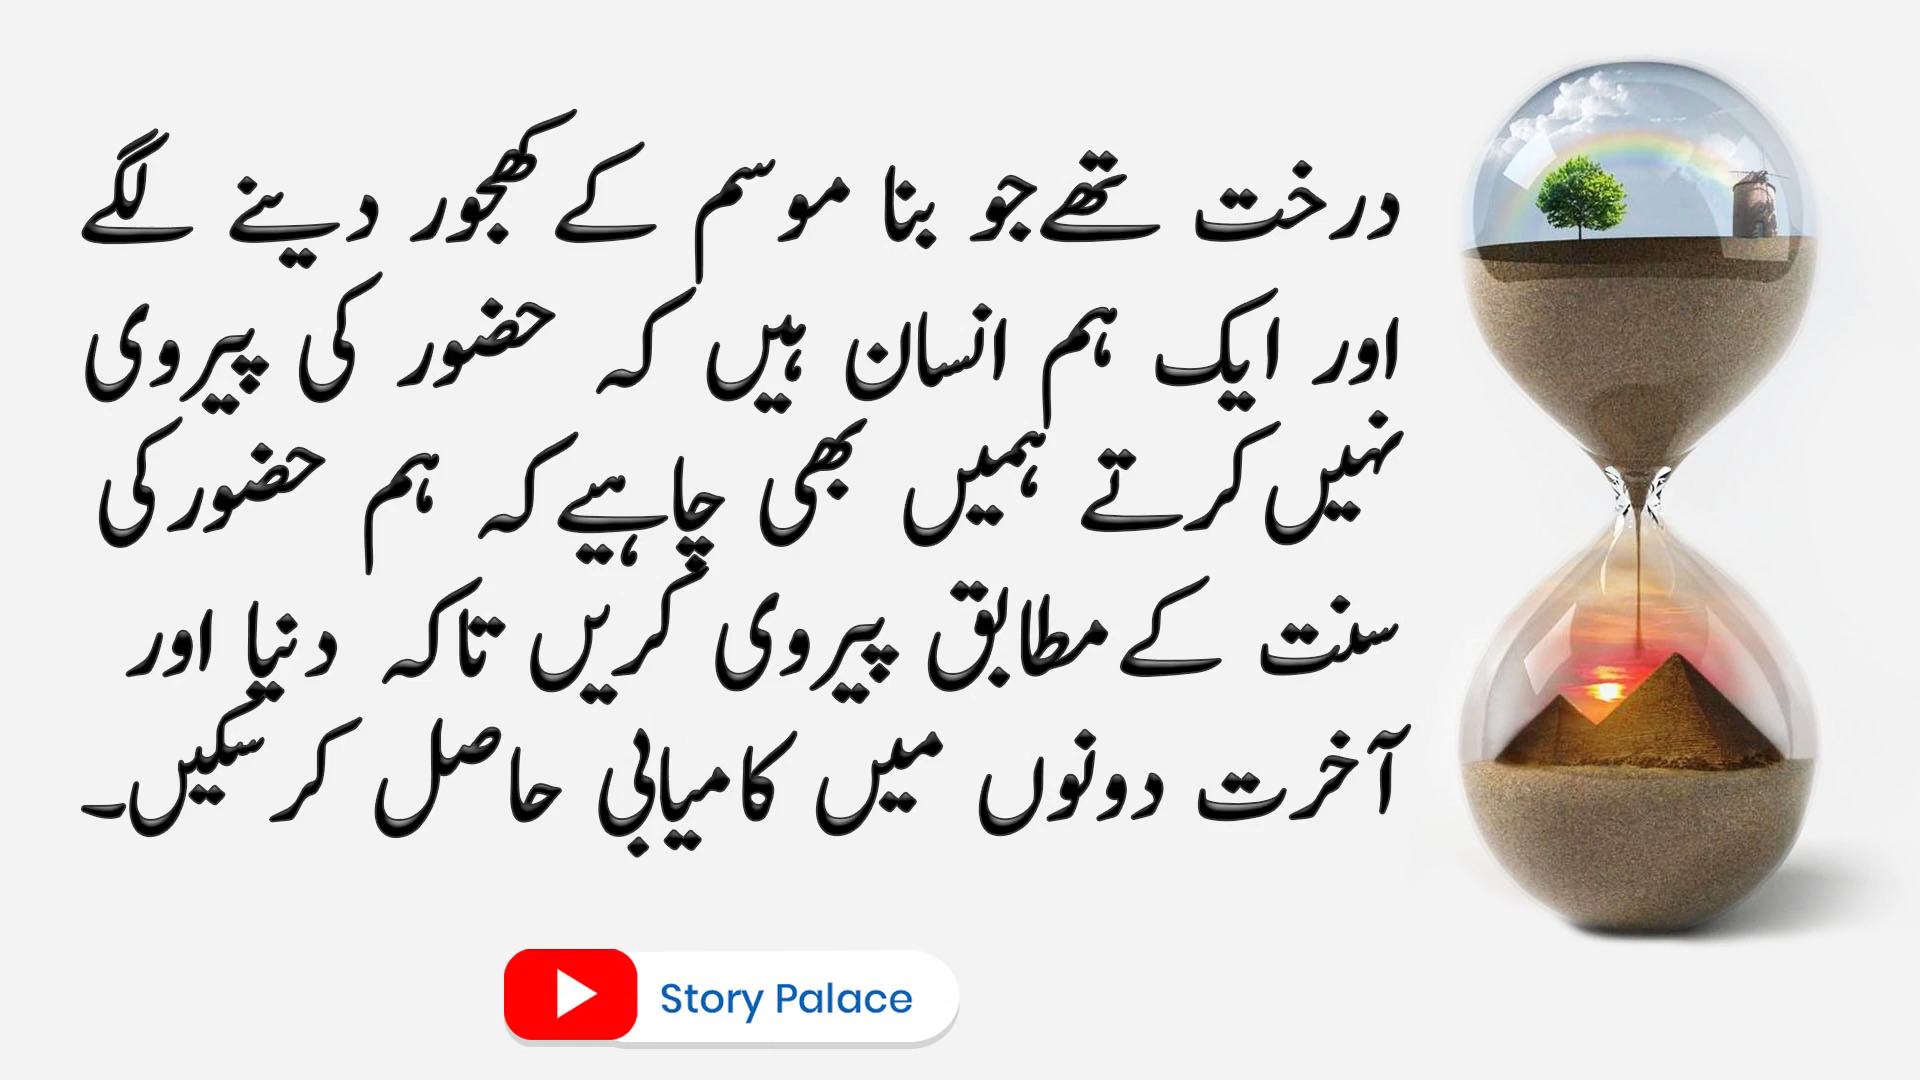 درخت تھے جو بنا موسم کے کھجور دینے لگے
اور ایک ہم انسان ہیں کہ حضور کی پیروی
نہیں کرتے ہمیں بھی چاہیے کہ ہم حضور کی
سنت کے مطابق پیروی کریں تاکہ دنیا اور
آخرت دونوں میں کامیابی حاصل کر سکیں۔
Story Palace